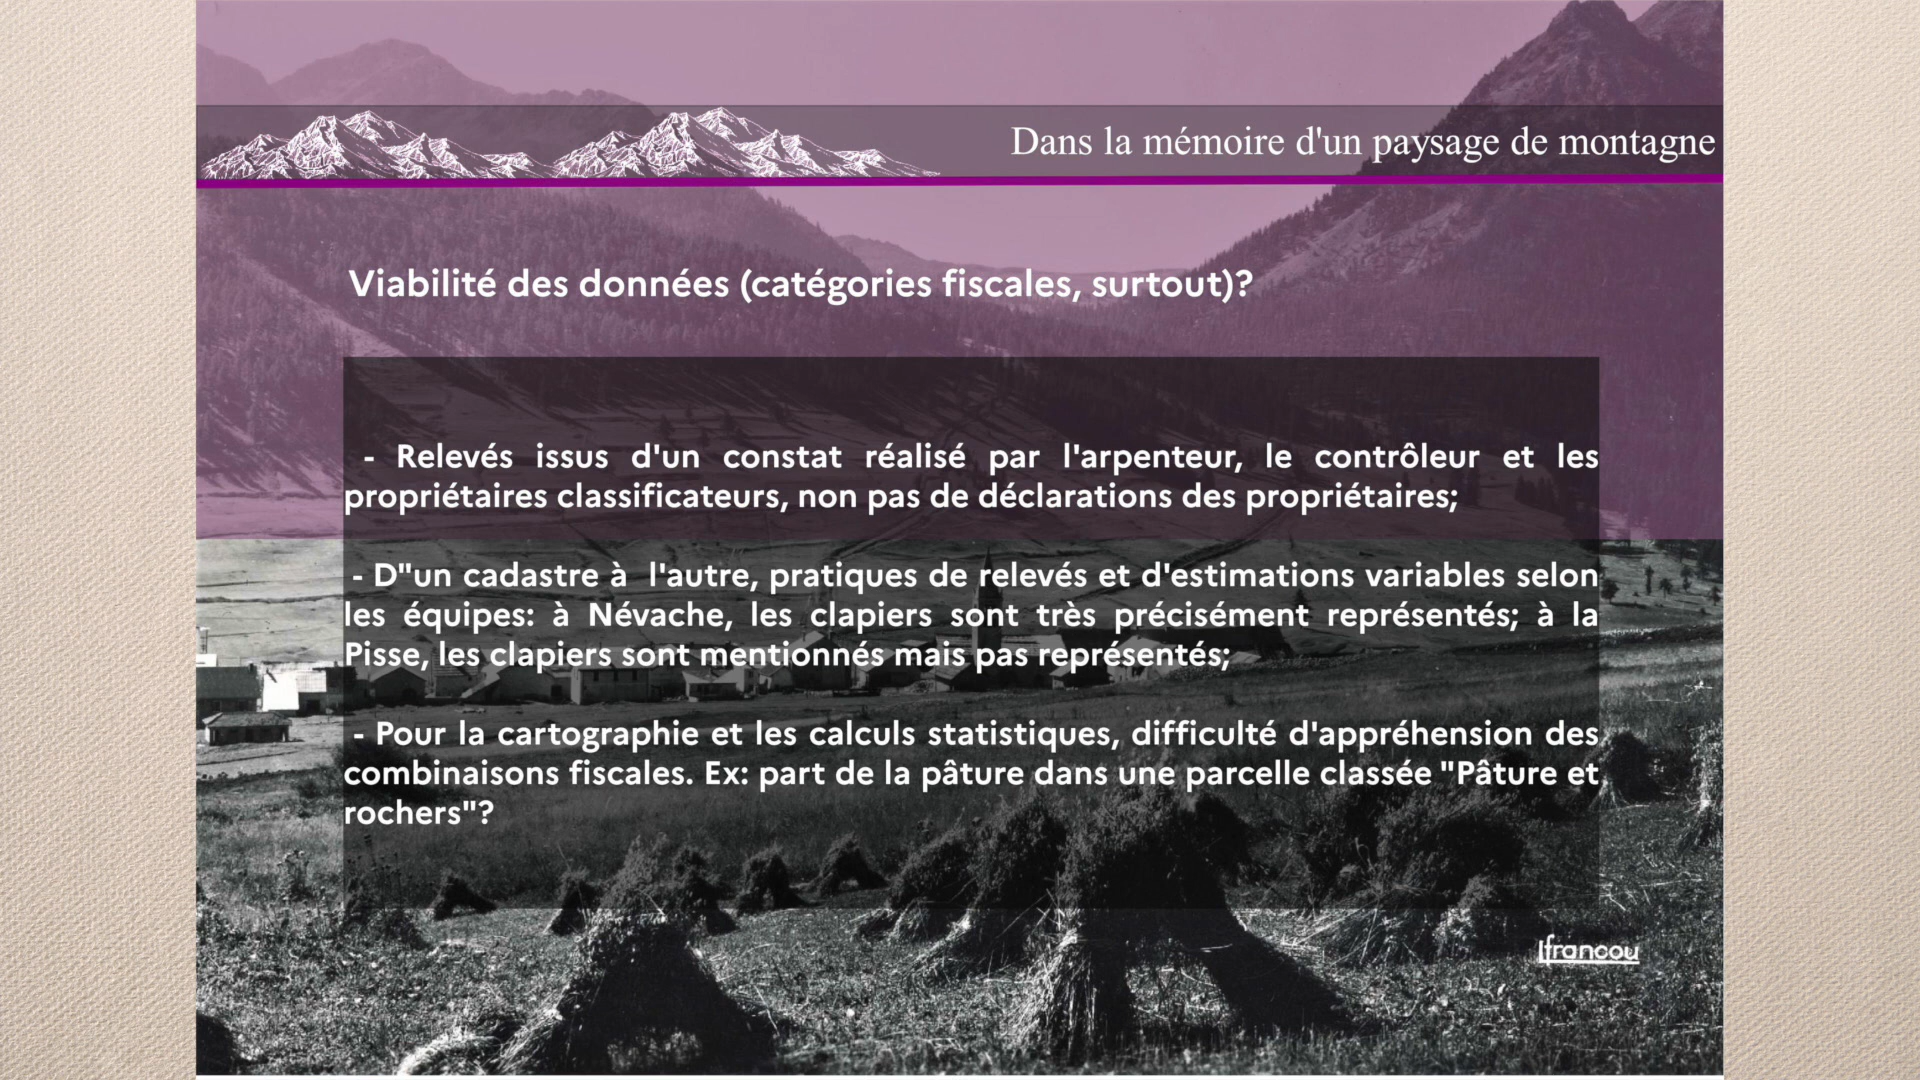 Dans la mémoire d'un paysage de montagne
Viabilité des données (catégories fiscales, surtout)?
- Relevés issus d'un constat réalisé par l'arpenteur, le contrôleur et les
propriétaires classificateurs, non pas de déclarations des propriétaires;
- D"un cadastre à l'autre, pratiques de relevés et d'estimations variables selon
les équipes: à Névache, les clapiers sont très précisément représentés; à la
Pisse, les clapiers sont mentionnés mais pas représentés;
- Pour la cartographie et les calculs statistiques, difficulté d'appréhension des
combinaisons fiscales. Ex: part de la pâture dans une parcelle classée "Pâture et
rochers"?
lfrancou